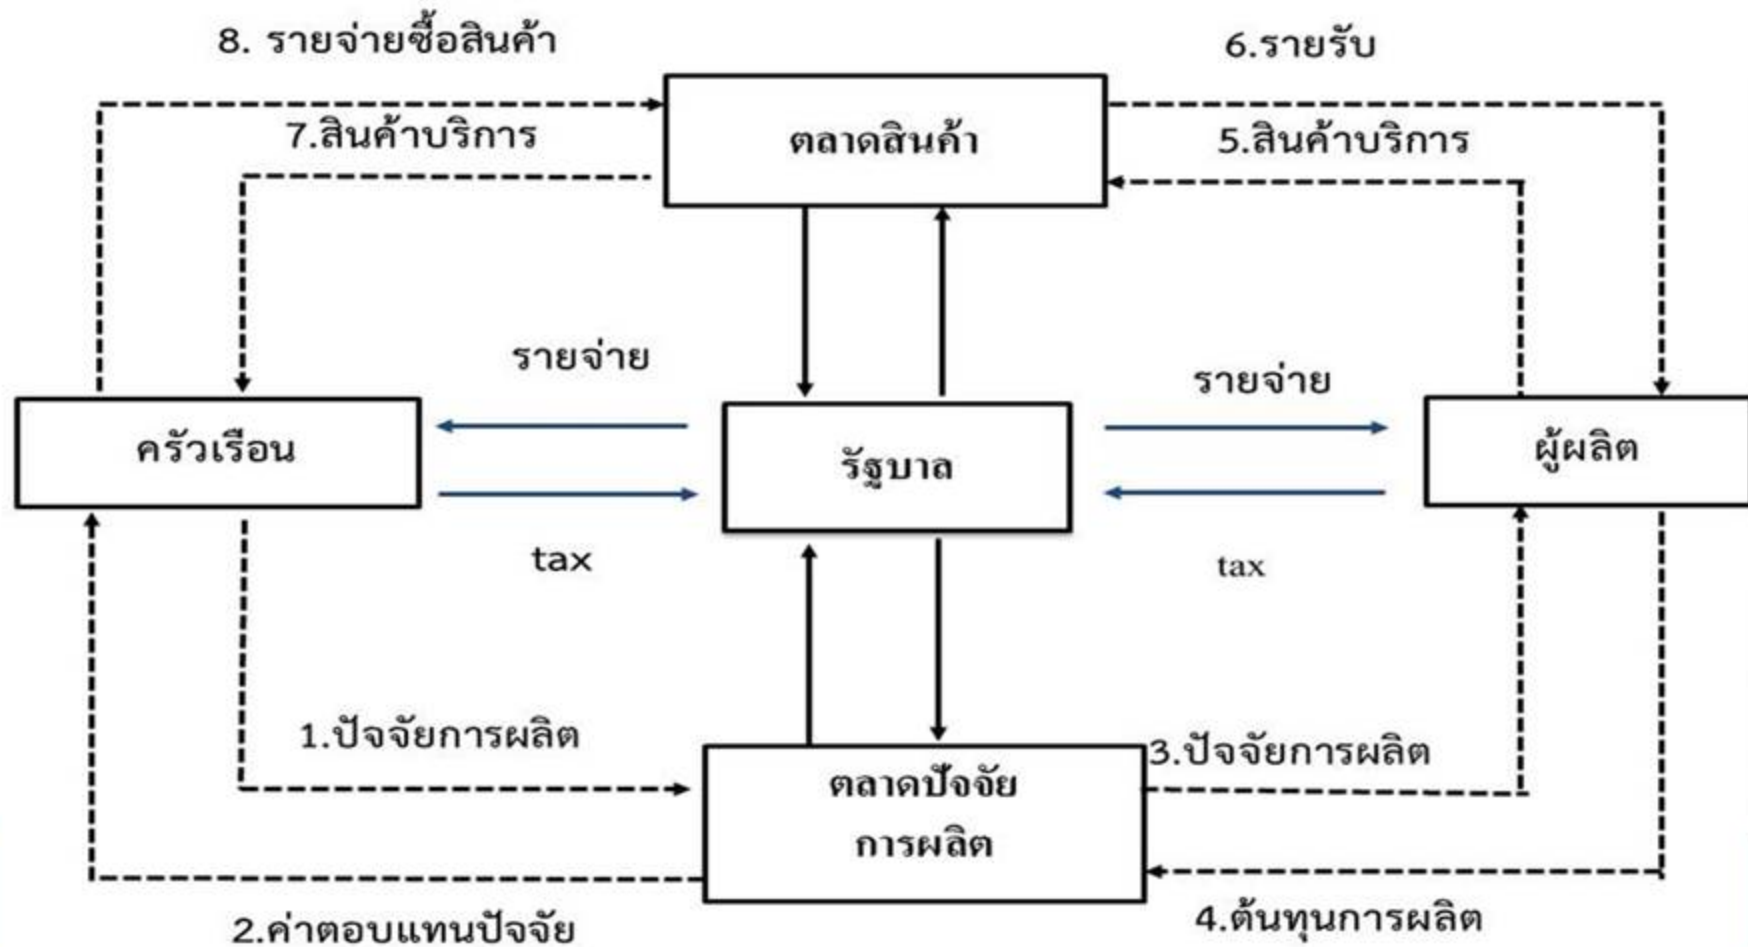 8. รายจ่ายซื้อสินค้า
6.รายรับ
ตลาดสินค้า
7.สินค้าบริการ
5.สินค้าบริการ
รายจ่าย
รายจ่าย
ครัวเรือน
รัฐบาล
ผู้ผลิต
tax
tax
1.ปัจจัยการผลิต
3.ปัจจัยการผลิต
ตลาดปัจจัย
การผลิต
2.ค่าตอบแทนปัจจัย
4.ต้นทุนการผลิต